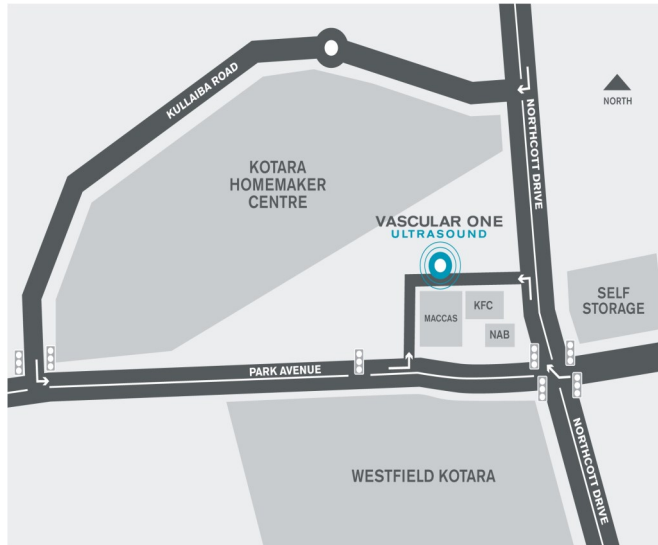 KULLAIBA ROAD
NORTH
NORTHCOTT DRIVE
KOTARA
HOMEMAKER
CENTRE
VASCULAR ONE
ULTRASOUND
SELF
STORAGE
MACCAS
KFC
NAB
PARK AVENUE
WESTFIELD KOTARA
NORTHCOTT DRIVE